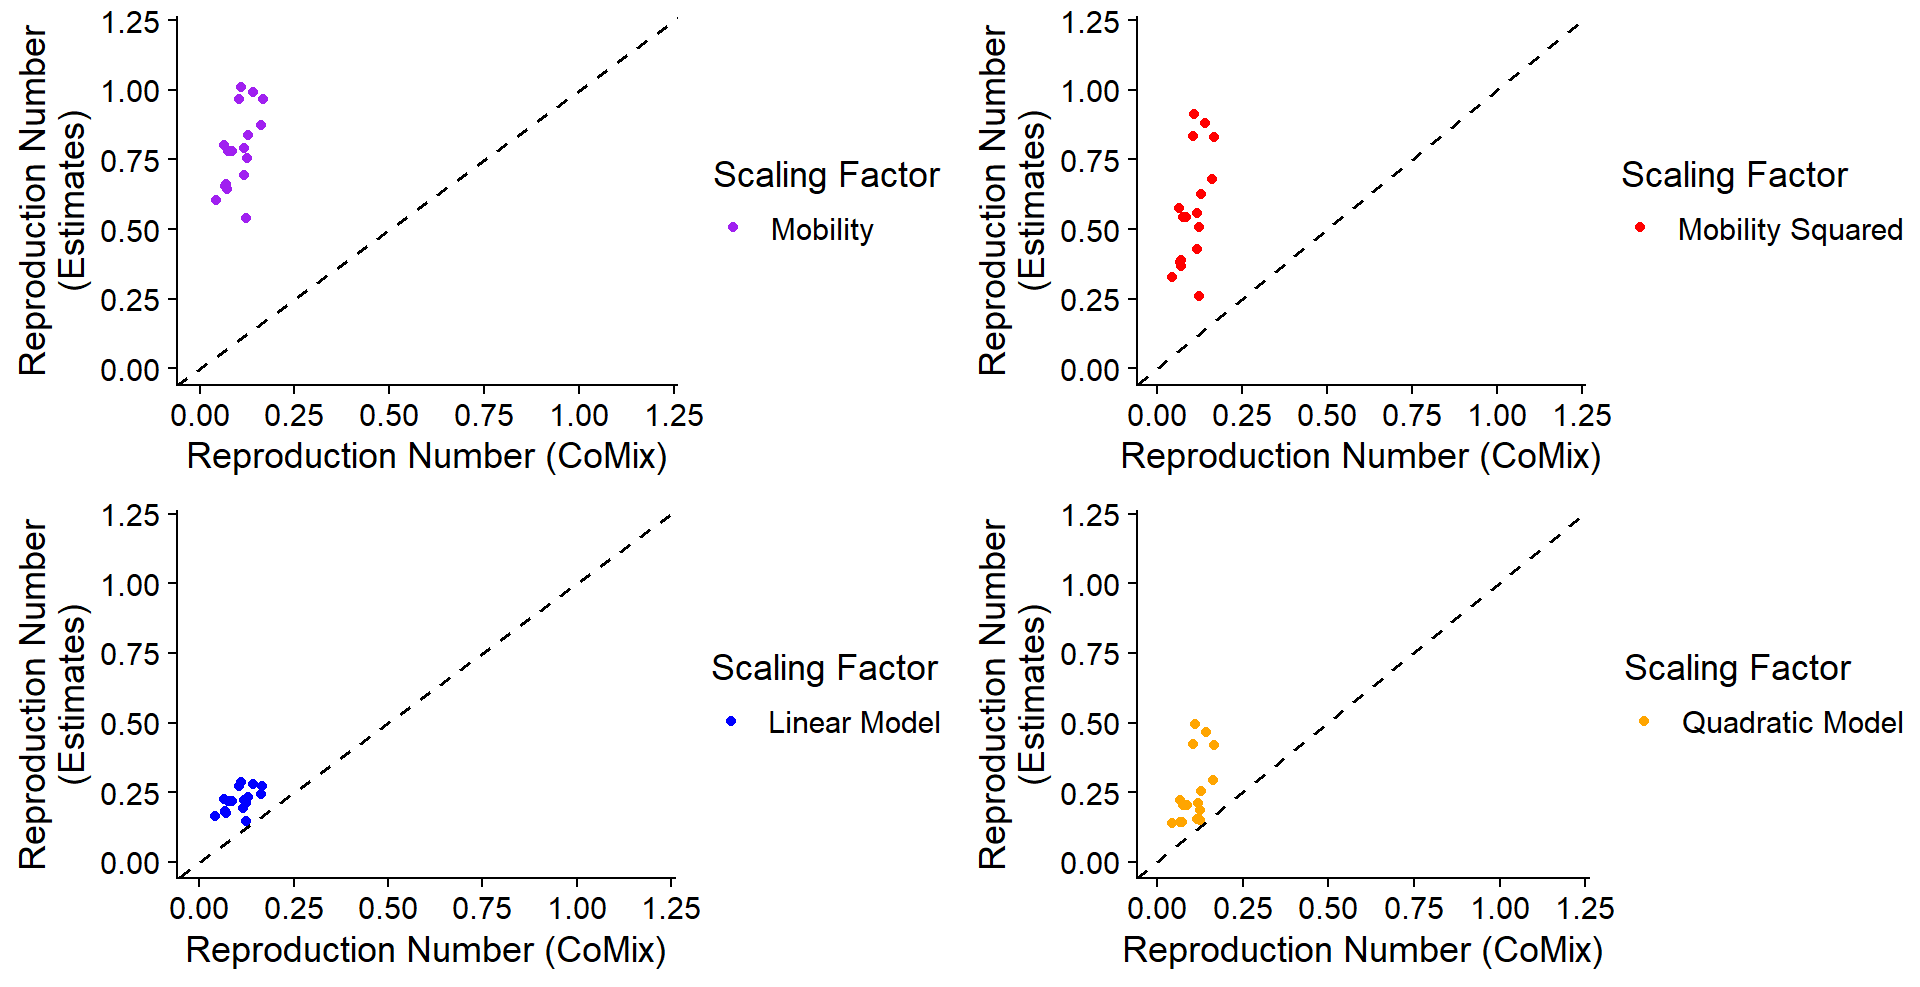 Reproduction Number
(Estimates)
1.25
1.00
0.75
0.50
0.25
0.00
0.00 0.25 0.50 0.75 1.00 1.25
Reproduction Number (CoMix)
Scaling Factor
Mobility
Reproduction Number
(Estimates)
1.25
1.00
0.75
0.50
0.25
0.00
0.00 0.25 0.50 0.75 1.00 1.25
Reproduction Number (CoMix)
Scaling Factor
Mobility Squared
Reproduction Number
(Estimates)
1.25
1.00
0.75
0.50
0.25
0.00
0.00 0.25 0.50 0.75 1.00 1.25
Reproduction Number (CoMix)
Scaling Factor
Linear Model
Reproduction Number
(Estimates)
1.25
1.00
0.75
0.50
0.25
0.00
0.00 0.25 0.50 0.75 1.00 1.25
Reproduction Number (CoMix)
Scaling Factor
Quadratic Model